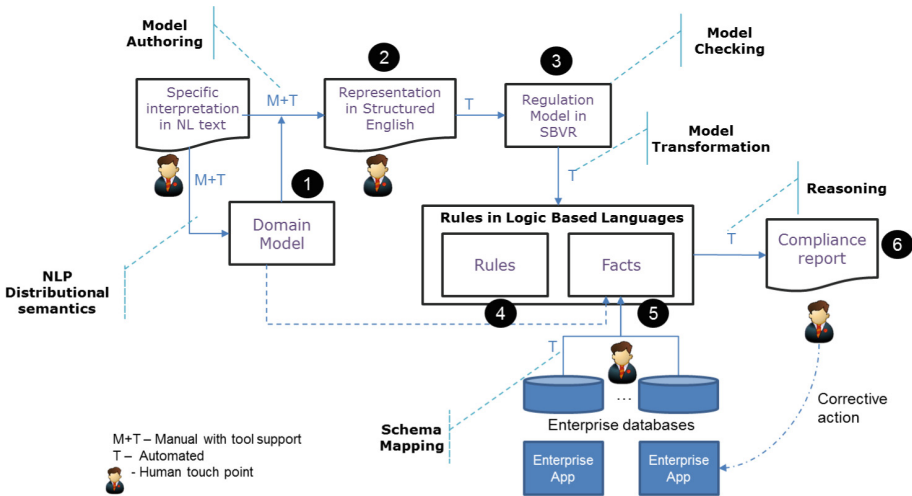 Model
Authoring
2
3
Model
Checking
Specific
interpretation
in NL text
M+T
Representation
in Structured
English
T
Regulation
Model in
SBVR
Model
Transformation
M+T
1
T
Reasoning
Domain
Model
Rules in Logic Based Languages
Rules
Facts
T
Compliance
report
6
NLP
Distributional
semantics
4
5
T
...
Enterprise databases
Corrective
action
Schema
Mapping
M+T – Manual with tool support
T – Automated
- Human touch point
Enterprise
App
Enterprise
App